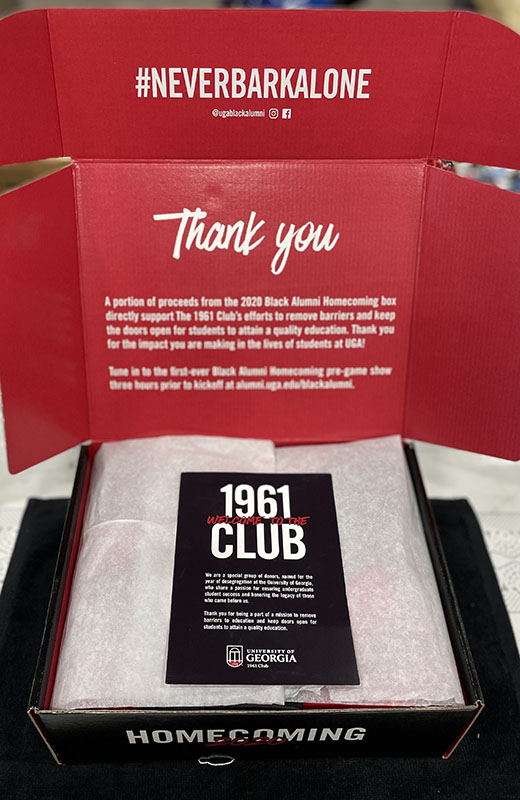 #NEVERBARKALONE
@ugablackalumni
Thank you
A portion of proceeds from the 2020 Black Alumni Homecoming box
directly support The 1961 Club's efforts to remove barriers and keep
the doors open for students to attain a quality education. Thank you
for the impact you are making in the lives of students at UGA!
Tune in to the first-ever Black Alumni Homecoming pre-game show
three hours prior to kickoff at alumni.uga.edu/blackalumni.
1961
WELCOME TO THE
CLUB
We are a special group of donors, named for the
year of desegregation at the University of Georgia,
who share a passion for ensuring undergraduate
student success and honoring the legacy of those
who came before us.
Thank you for being a part of a mission to remove
barriers to education and keep doors open for
students to attain a quality education.
UNIVERSITY OF
GEORGIA
1961 Club
HOMECOMING
2020